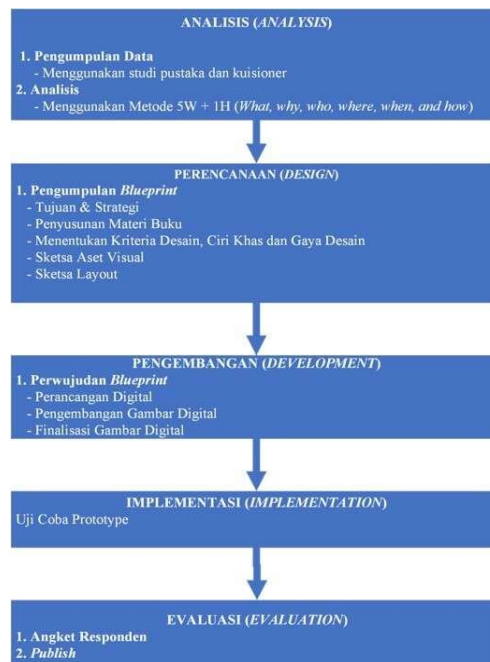 ANALISIS (ANALYSIS)
1. Pengumpulan Data
- Menggunakan studi pustaka dan kuisioner
2. Analisis
- Menggunakan Metode 5W + 1H (What, why, who, where, when, and how)
PERENCANAAN (DESIGN)
1. Pengumpulan Blueprint
- Tujuan & Strategi
- Penyusunan Materi Buku
- Menentukan Kriteria Desain, Ciri Khas dan Gaya Desain
- Sketsa Aset Visual
- Sketsa Layout
PENGEMBANGAN (DEVELOPMENT)
1. Perwujudan Blueprint
- Perancangan Digital
- Pengembangan Gambar Digital
- Finalisasi Gambar Digital
IMPLEMENTASI (IMPLEMENTATION)
Uji Coba Prototype
EVALUASI (EVALUATION)
1. Angket Responden
2. Publish